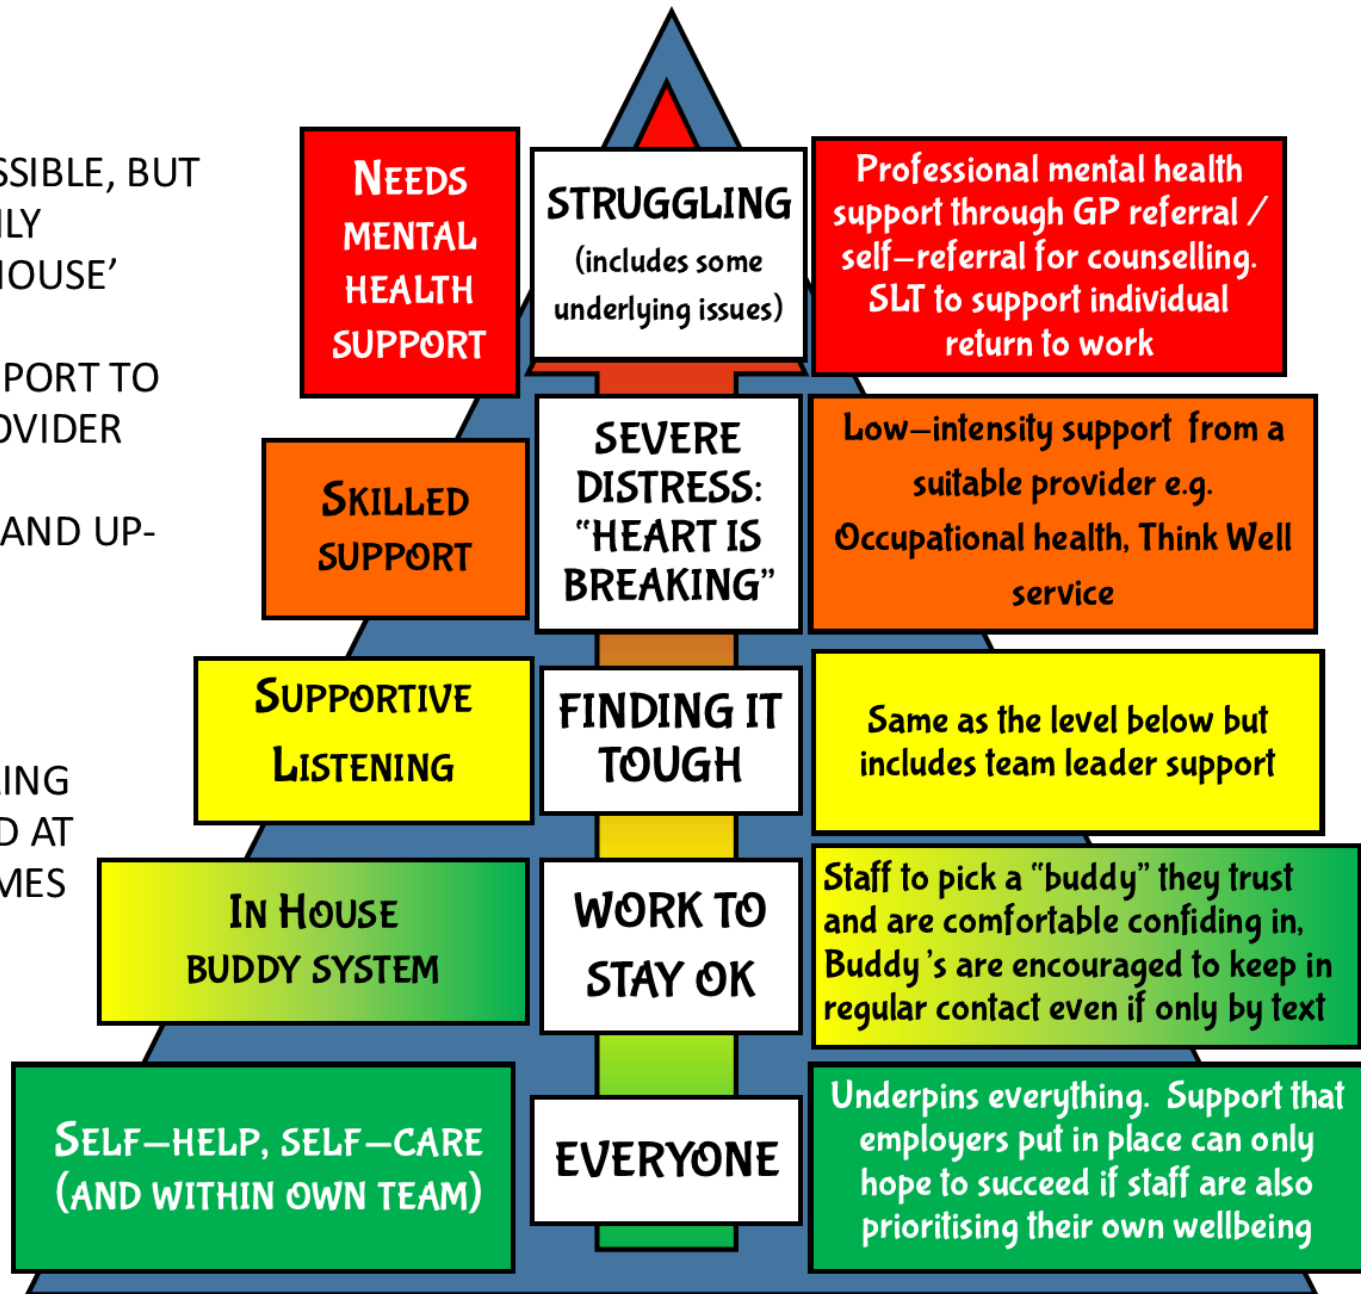 SSIBLE, BUT
ILY
HOUSE’
PPORT TO
OVIDER
AND UP-
ING
D AT
MES
NEEDS
MENTAL
HEALTH
SUPPORT
STRUGGLING
(includes some
underlying issues)
Professional mental health
support through GP referral /
self-referral for counselling.
SLT to support individual
return to work
SKILLED
SUPPORT
SEVERE
DISTRESS:
“HEART IS
BREAKING”
Low-intensity support from a
suitable provider e.g.
Occupational health, Think Well
service
SUPPORTIVE
LISTENING
FINDING IT
TOUGH
Same as the level below but
includes team leader support
IN HOUSE
BUDDY SYSTEM
WORK TO
STAY OK
Staff to pick a “buddy” they trust
and are comfortable confiding in,
Buddy ’s are encouraged to keep in
regular contact even if only by text
SELF-HELP, SELF-CARE
(AND WITHIN OWN TEAM)
EVERYONE
Underpins everything. Support that
employers put in place can only
hope to succeed if staff are also
prioritising their own wellbeing